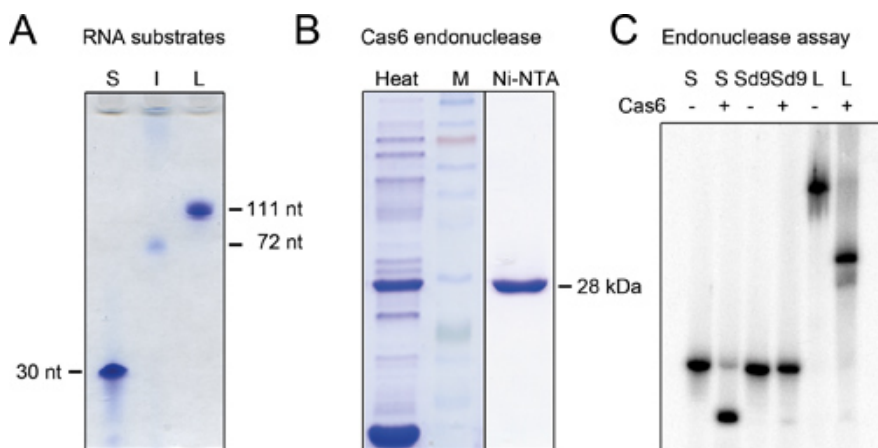 A RNA substrates
S I L
111 nt
72 nt
30 nt
B Cas6 endonuclease
Heat M Ni-NTA
28 kDa
C Endonuclease assay
S S Sd9 Sd9 L L
Cas6 - + - + - +